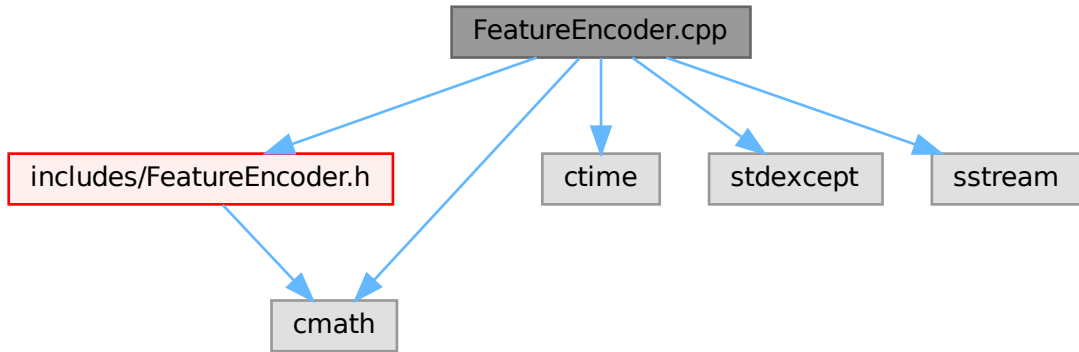 FeatureEncoder.cpp
includes/FeatureEncoder.h
ctime
stdexcept
sstream
cmath